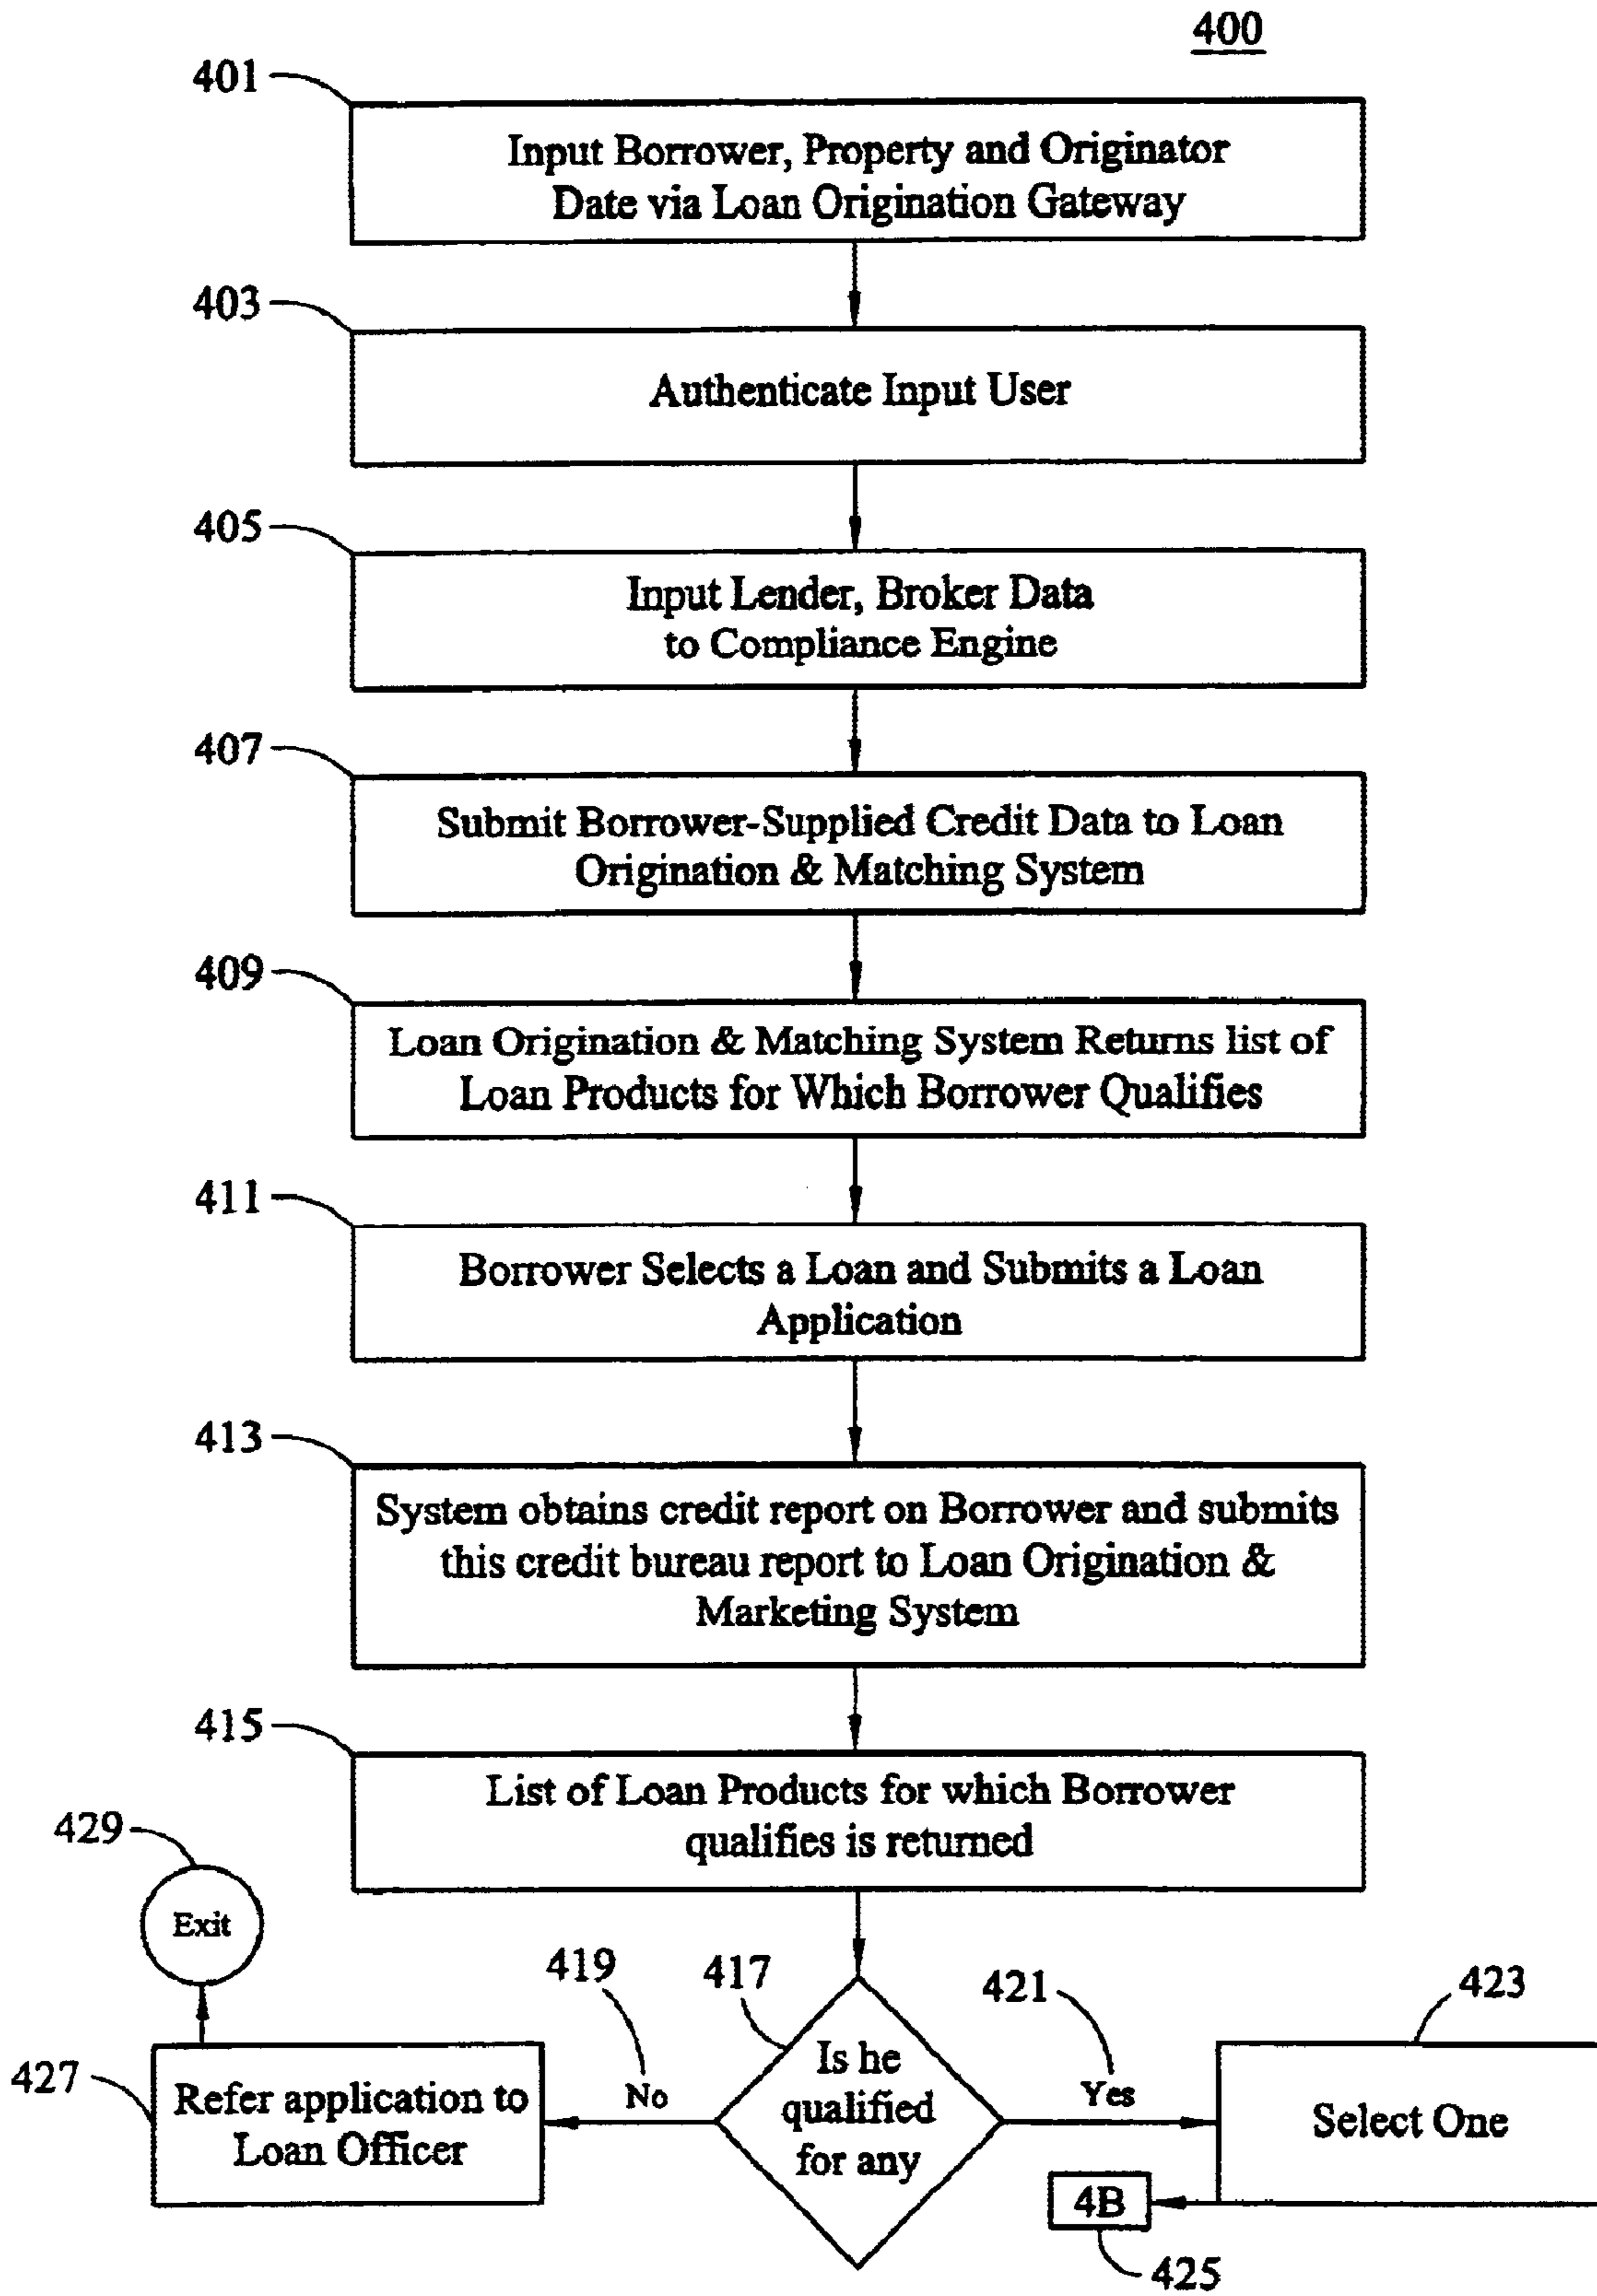 400
401
Input Borrower, Property and Originator
Date via Loan Origination Gateway
403
Authenticate Input User
405
Input Lender, Broker Data
to Compliance Engine
407
Submit Borrower-Supplied Credit Data to Loan
Origination & Matching System
409
Loan Origination & Matching System Returns list of
Loan Products for Which Borrower Qualifies
411
Borrower Selects a Loan and Submits a Loan
Application
413
System obtains credit report on Borrower and submits
this credit bureau report to Loan Origination &
Marketing System
415
List of Loan Products for which Borrower
qualifies is returned
429
Exit
419
417
421
423
427
Refer application to
Loan Officer
No
Is he
qualified
for any
Yes
Select One
4B
425